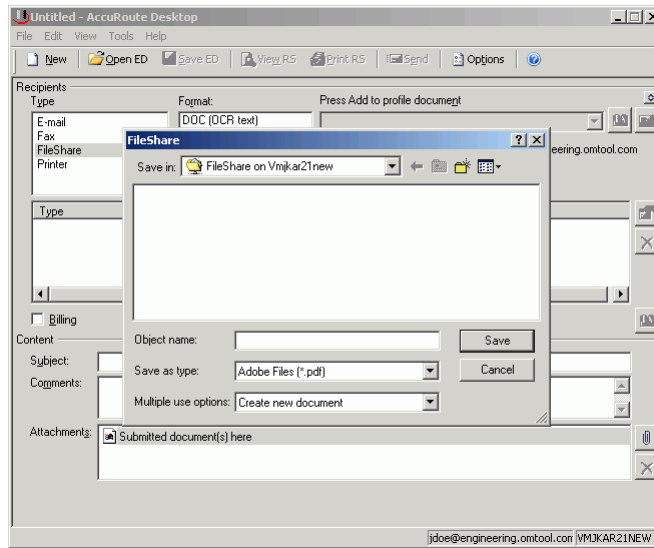 Untitled - AccuRoute Desktop
File Edit View Tools Help
New Open ED Save ED View RS Print RS Send Options
Recipients
Type Format: Press Add to profile document
E-mail DOC (OCR text)
Fax
FileShare eering.omtool.com
Printer
FileShare
Save in: FileShare on Vmjkar21new
Type
Billing
Object name: Save
Save as type: Adobe Files (*.pdf) Cancel
Multiple use options: Create new document
Content
Subject:
Comments:
Attachments: Submitted document(s) here
jdoe@engineering.omtool.com VMJKAR21NEW